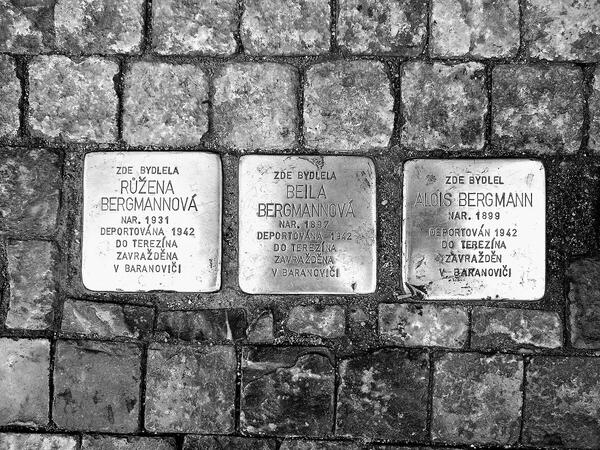 ZDE BYDLELA
RŮŽENA
BERGMANNOVÁ
NAR. 1931
DEPORTOVÁNA 1942
DO TEREZÍNA
ZAVRAŽDĚNA
V BARANOVIČI
ZDE BYDLELA
BEILA
BERGMANNOVÁ
NAR. 1897
DEPORTOVÁNA 1942
DO TEREZÍNA
ZAVRAŽDĚNA
V BARANOVIČI
ZDE BYDLEL
ALOIS BERGMANN
NAR. 1899
DEPORTOVÁN 1942
DO TEREZÍNA
ZAVRAŽDĚN
V BARANOVIČI